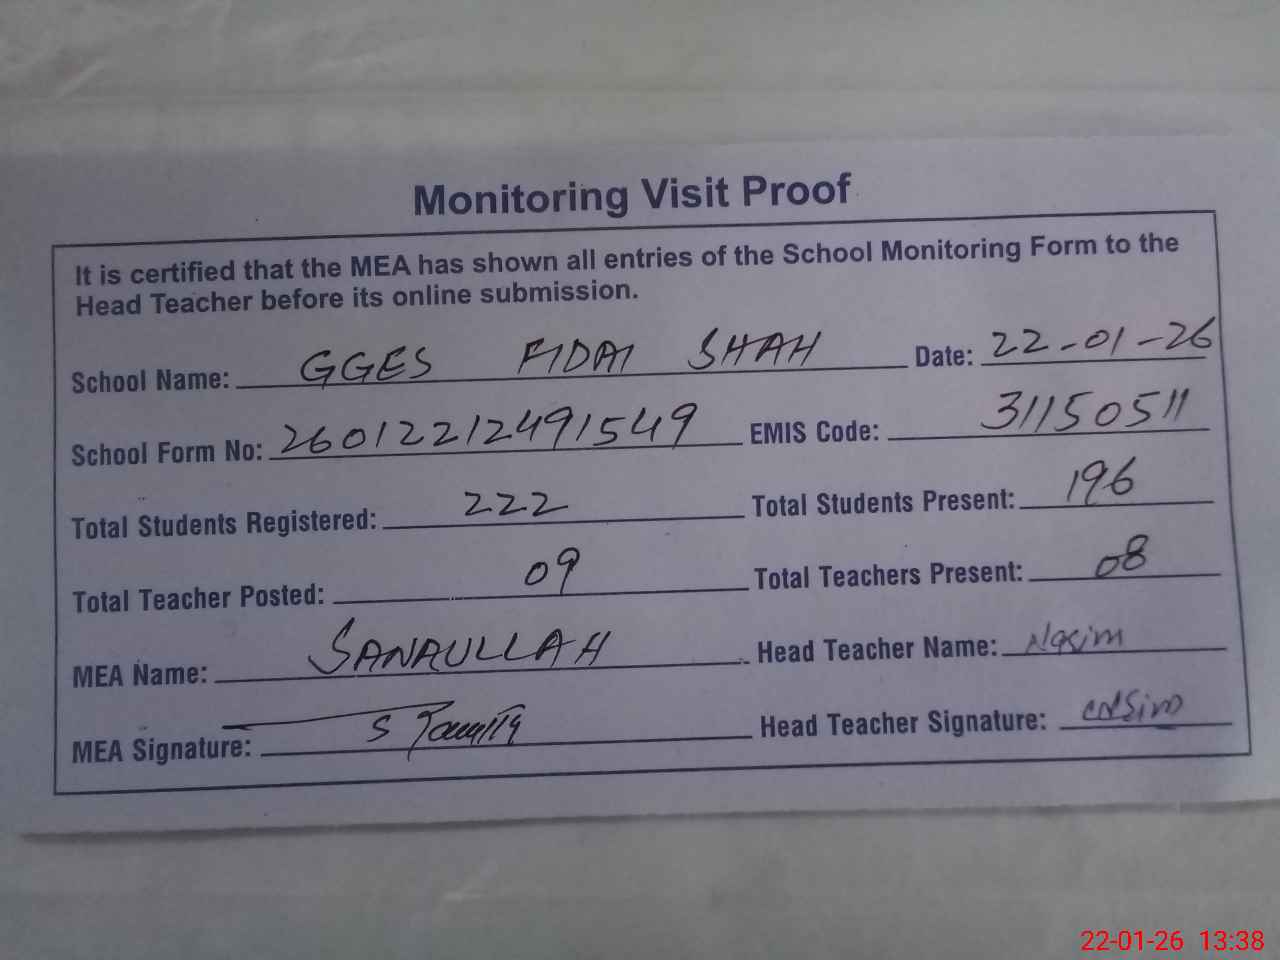 Monitoring Visit Proof
It is certified that the MEA has shown all entries of the School Monitoring Form to the
Head Teacher before its online submission.
School Name: GGES FIDAI SHAH Date: 22-01-26
School Form No: 260122122491549 EMIS Code: 31150511
Total Students Registered: 222 Total Students Present: 196
Total Teacher Posted: 09 Total Teachers Present: 08
MEA Name: SANAULLAH Head Teacher Name: Nasim
MEA Signature: Head Teacher Signature:
22-01-26 13:38